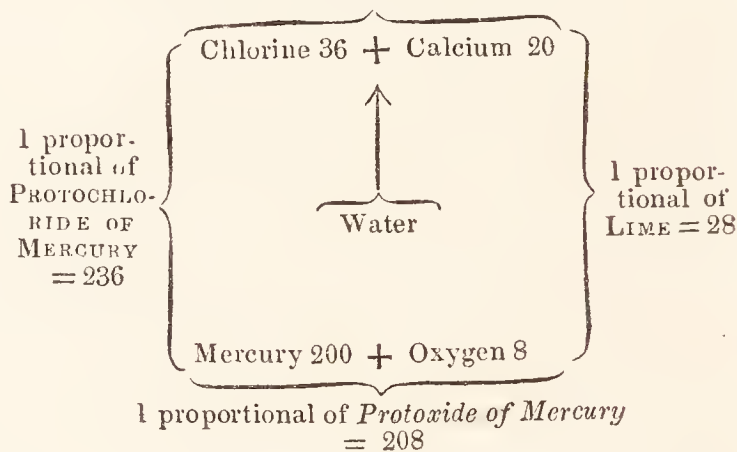 Chlorine 36 + Calcium 20
1 propor-
tional of
PROTOCHLO-
RIDE OF
MERCURY
= 236
Water
1 propor-
tional of
LIME = 28
Mercury 200 + Oxygen 8
1 proportional of Protoxide of Mercury
= 208